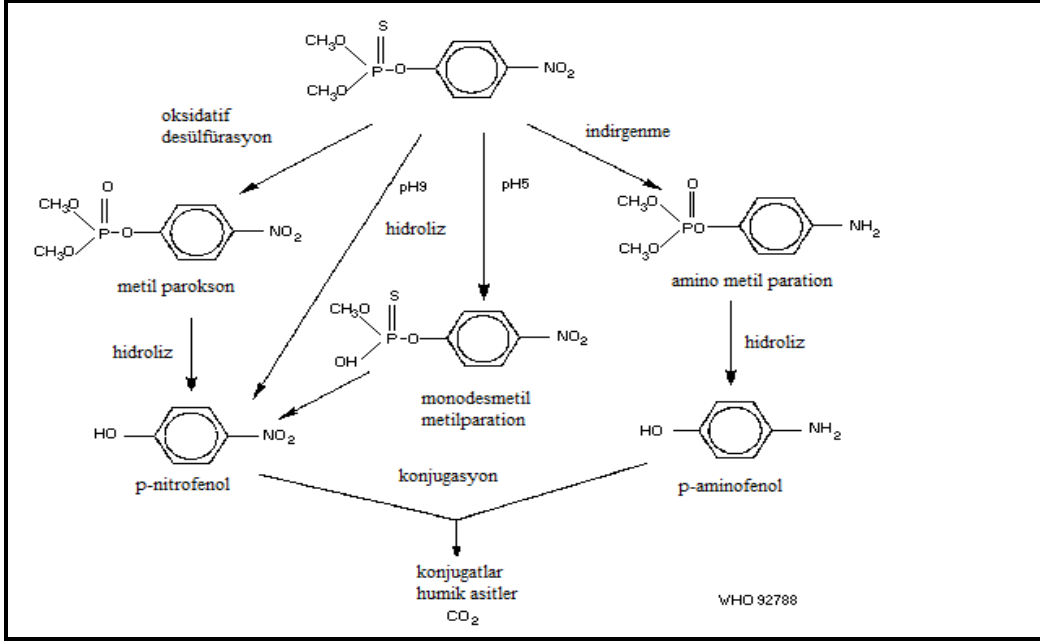 S
CH₃O
P-O
NO₂
CH₃O
oksidatif
desülfürasyon
indirgenme
pH9
pH5
O
CH₃O
P-O
NO₂
CH₃O
metil parokson
hidroliz
O
CH₃O
PO
NH₂
CH₃O
amino metil paration
S
CH₃O
P-O
NO₂
OH
monodesmetil
metilparation
hidroliz
hidroliz
HO
NO₂
p-nitrofenol
HO
NH₂
p-aminofenol
konjugasyon
konjugatlar
humik asitler
CO₂
WHO 92788